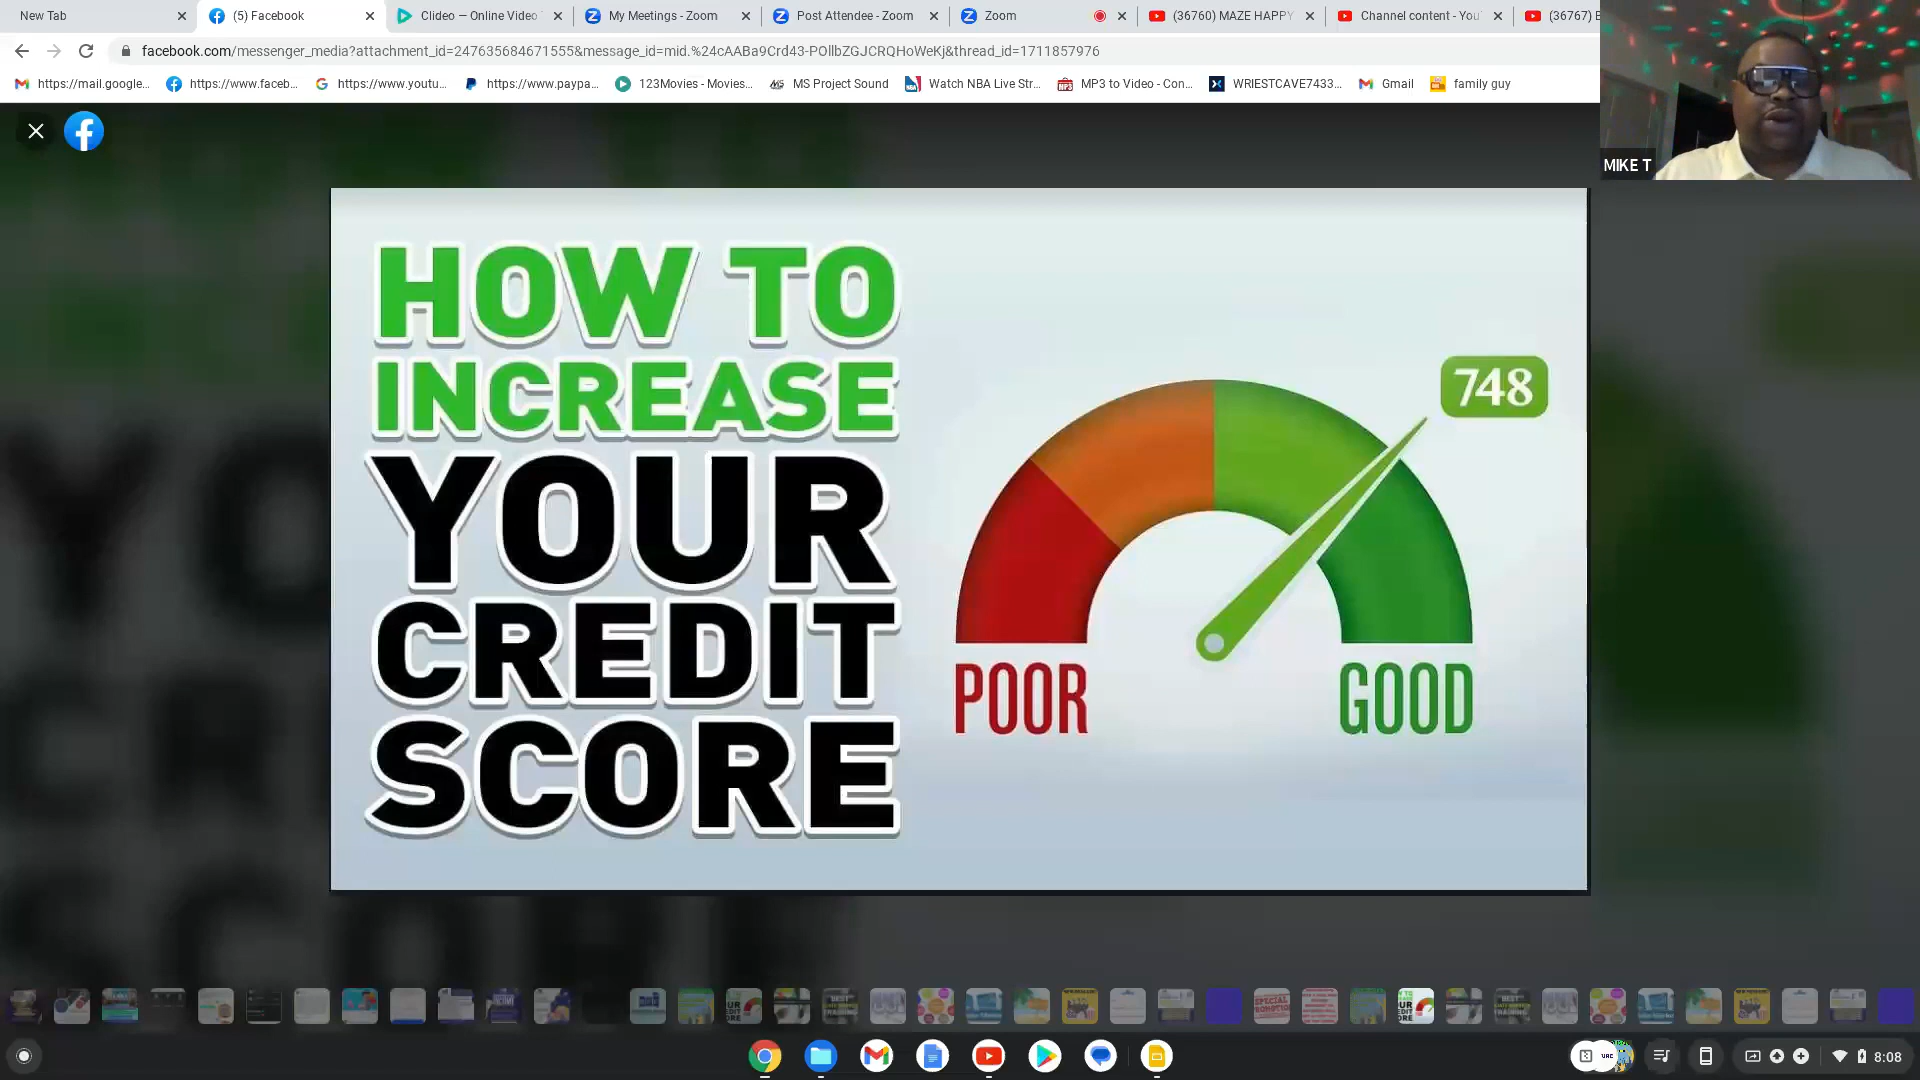 New Tab
(5) Facebook
Clideo — Online Video
My Meetings - Zoom
Post Attendee - Zoom
Zoom
(36760) MAZE HAPPY
Channel content - You
(36767)
facebook.com/messenger_media?attachment_id=247635684671555&message_id=mid.%24cAABa9Crd43-POllbZGJCRQHoWeKj&thread_id=1711857976
https://mail.google...
https://www.faceb...
https://www.youtu...
https://www.paypa...
123Movies - Movies...
MS Project Sound
Watch NBA Live Str...
MP3 to Video - Con...
WRIESTCAVE7433...
Gmail
family guy
MIKE T
HOW TO
INCREASE
YOUR
CREDIT
SCORE
748
POOR
GOOD
8:08